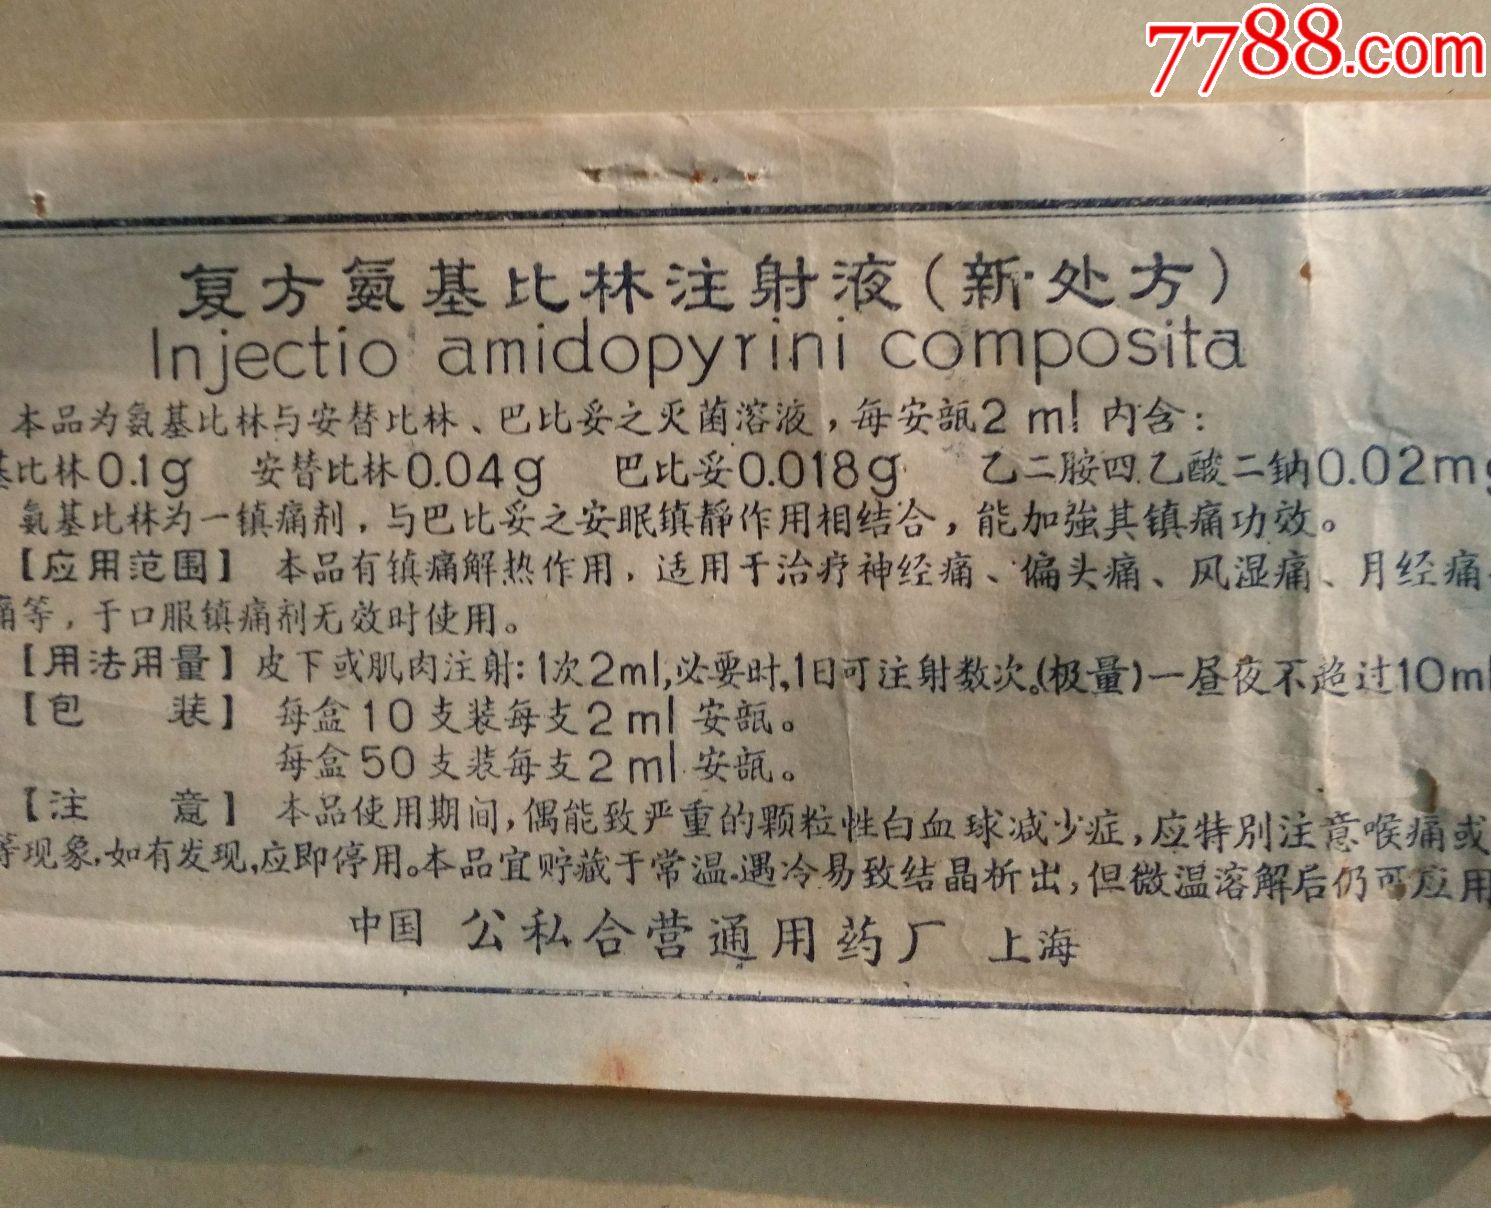 7788.com
复方氨基比林注射液(新·处方)
Injectio amidopyrini composita
本品为氨基比林与安替比林、巴比妥之灭菌溶液，每安瓿2 ml 内含：
基比林0.1g 安替比林0.04g 巴比妥0.018g 乙二胺四乙酸二钠0.02mg
氨基比林为一镇痛剂，与巴比妥之安眠镇静作用相结合，能加強其镇痛功效。
【应用范围】 本品有镇痛解热作用，适用于治疗神经痛、偏头痛、风湿痛、月经痛、
痛等，于口服镇痛剂无效时使用。
【用法用量】皮下或肌肉注射：1次2ml，必要时，1日可注射数次。(极量)一昼夜不超过10ml
【包 装】 每盒10支装每支2ml 安瓿。
每盒50支装每支2ml 安瓿。
【注 意】 本品使用期间，偶能致严重的颗粒性白血球减少症，应特别注意喉痛或
等现象，如有发现，应即停用。本品宜贮藏于常温，遇冷易致结晶析出，但微温溶解后仍可应用
中国 公私合营通用药厂 上海